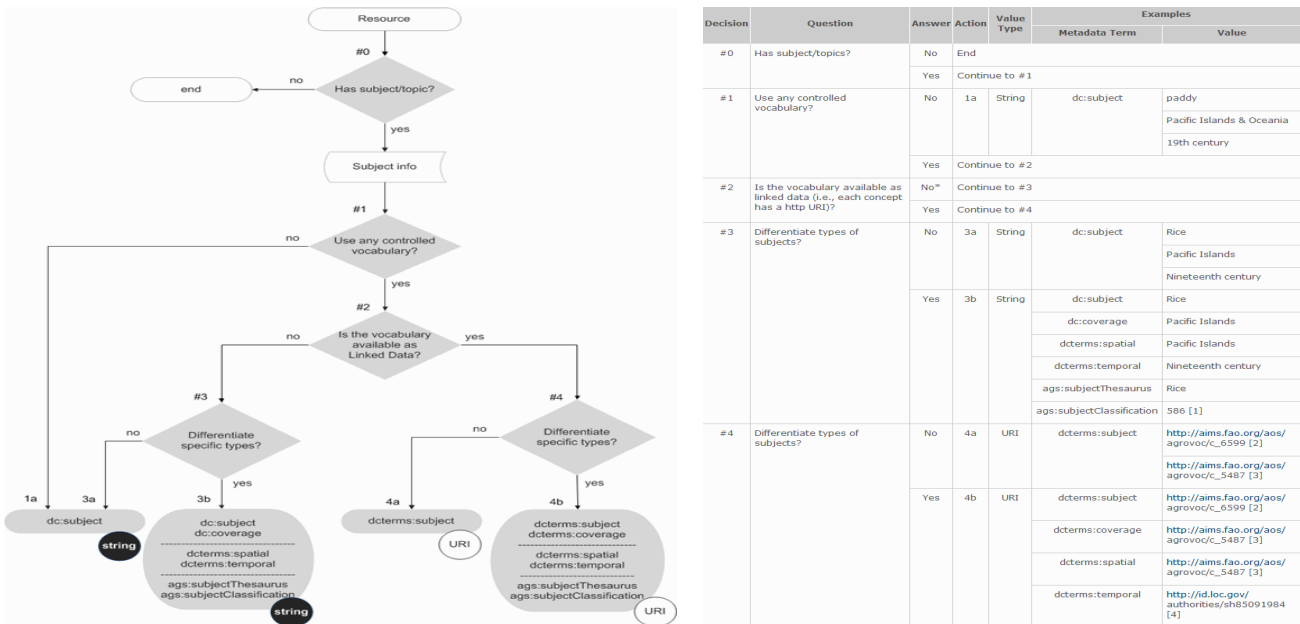 Resource
#0
Has subject/topic?
no
end
yes
Subject info
#1
Use any controlled
vocabulary?
no
yes
#2
Is the vocabulary
available as
Linked Data?
no
yes
#3
Differentiate
specific types?
no
yes
#4
Differentiate
specific types?
no
yes
1a
3a
dc:subject
string
3b
dc:subject
dc:coverage
dcterms:spatial
dcterms:temporal
ags:subjectThesaurus
ags:subjectClassification
string
4a
dcterms:subject
URI
4b
dcterms:subject
dcterms:coverage
dcterms:spatial
dcterms:temporal
ags:subjectThesaurus
ags:subjectClassification
URI
Decision Question Answer Action Value Type Examples
Metadata Term Value
#0 Has subject/topics? No End
Yes Continue to #1
#1 Use any controlled vocabulary? No 1a String dc:subject paddy
Pacific Islands & Oceania
19th century
Yes Continue to #2
#2 Is the vocabulary available as linked data (i.e., each concept has a http URI)? No* Continue to #3
Yes Continue to #4
#3 Differentiate types of subjects? No 3a String dc:subject Rice
Pacific Islands
Nineteenth century
Yes 3b String dc:subject Rice
dc:coverage Pacific Islands
dcterms:spatial Pacific Islands
dcterms:temporal Nineteenth century
ags:subjectThesaurus Rice
ags:subjectClassification 586 [1]
#4 Differentiate types of subjects? No 4a URI dcterms:subject http://aims.fao.org/aos/
agrovoc/c_6599 [2]
http://aims.fao.org/aos/
agrovoc/c_5487 [3]
Yes 4b URI dcterms:subject http://aims.fao.org/aos/
agrovoc/c_6599 [2]
dcterms:coverage http://aims.fao.org/aos/
agrovoc/c_5487 [3]
dcterms:spatial http://aims.fao.org/aos/
agrovoc/c_5487 [3]
dcterms:temporal http://id.loc.gov/
authorities/sh85091984
[4]